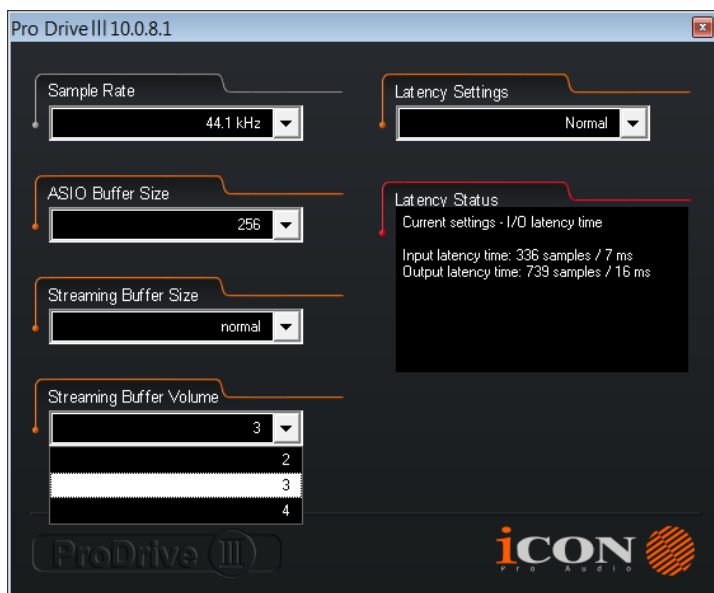 Pro Drive III 10.0.8.1
Sample Rate
44.1 kHz
ASIO Buffer Size
256
Streaming Buffer Size
normal
Streaming Buffer Volume
3
2
3
4
Latency Settings
Normal
Latency Status
Current settings - I/O latency time
Input latency time: 336 samples / 7 ms
Output latency time: 739 samples / 16 ms
ProDrive III
iCON
Pro Audio